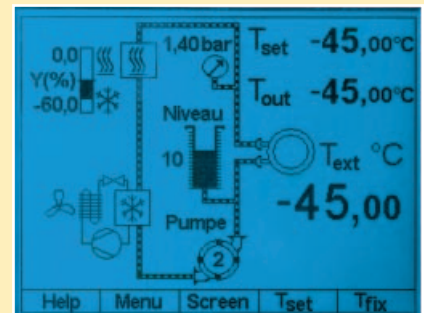 0,0
Y(%)
-60,0
1,40 bar
Tset -45,00°C
Tout -45,00°C
Niveau
10
Text °C
-45,00
Pumpe
2
Help Menu Screen Tset Tfix